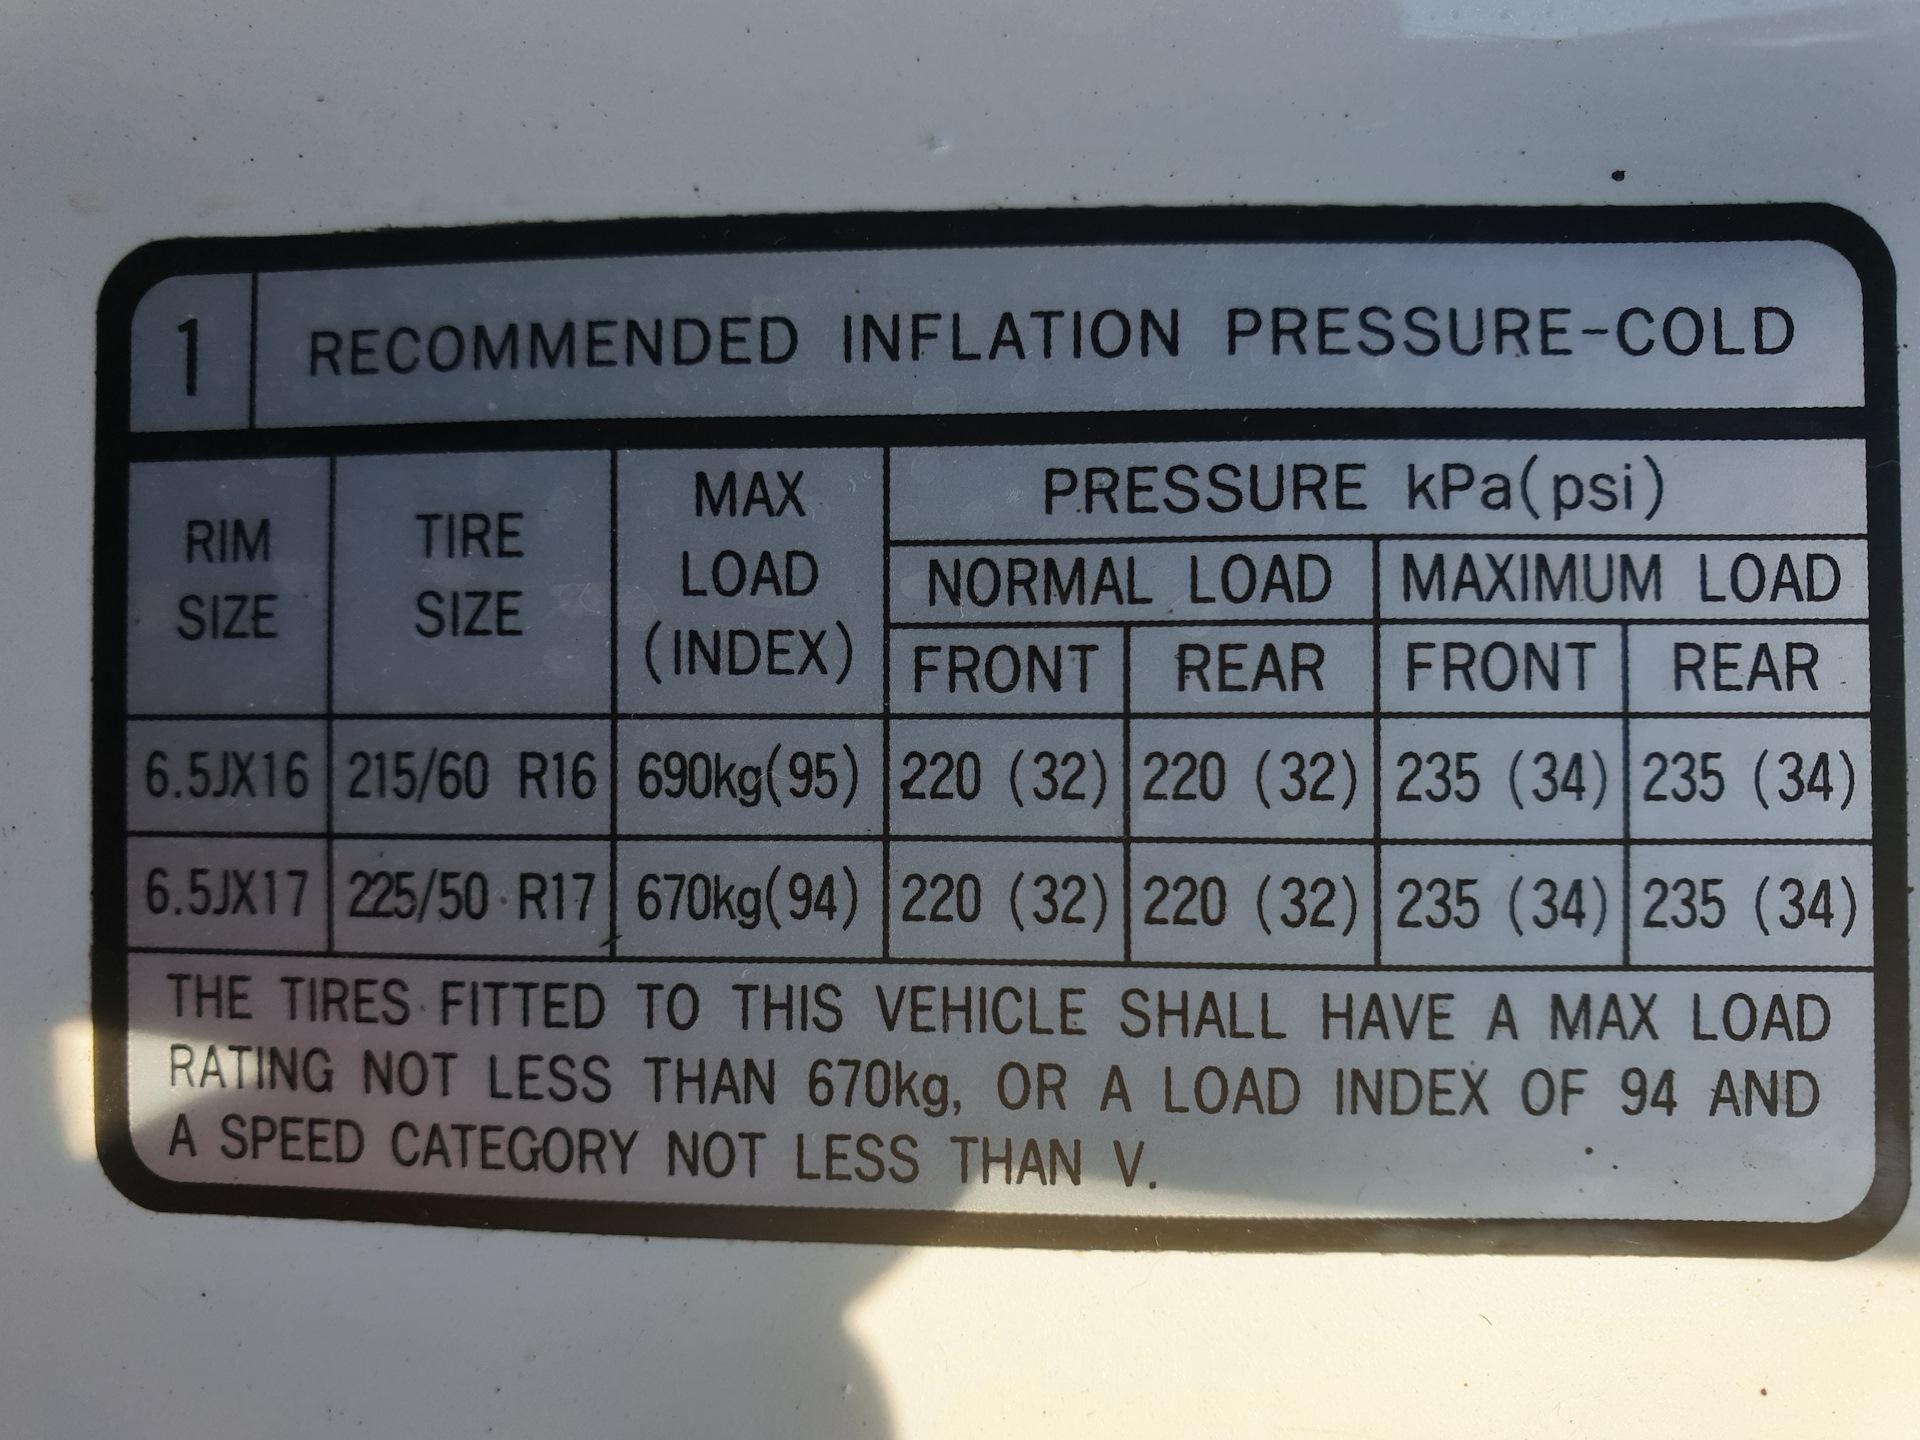 1 RECOMMENDED INFLATION PRESSURE-COLD
RIM SIZE TIRE SIZE MAX LOAD (INDEX) PRESSURE kPa(psi)
NORMAL LOAD MAXIMUM LOAD
FRONT REAR FRONT REAR
6.5JX16 215/60 R16 690kg(95) 220 (32) 220 (32) 235 (34) 235 (34)
6.5JX17 225/50 R17 670kg(94) 220 (32) 220 (32) 235 (34) 235 (34)
THE TIRES FITTED TO THIS VEHICLE SHALL HAVE A MAX LOAD
RATING NOT LESS THAN 670kg, OR A LOAD INDEX OF 94 AND
A SPEED CATEGORY NOT LESS THAN V.